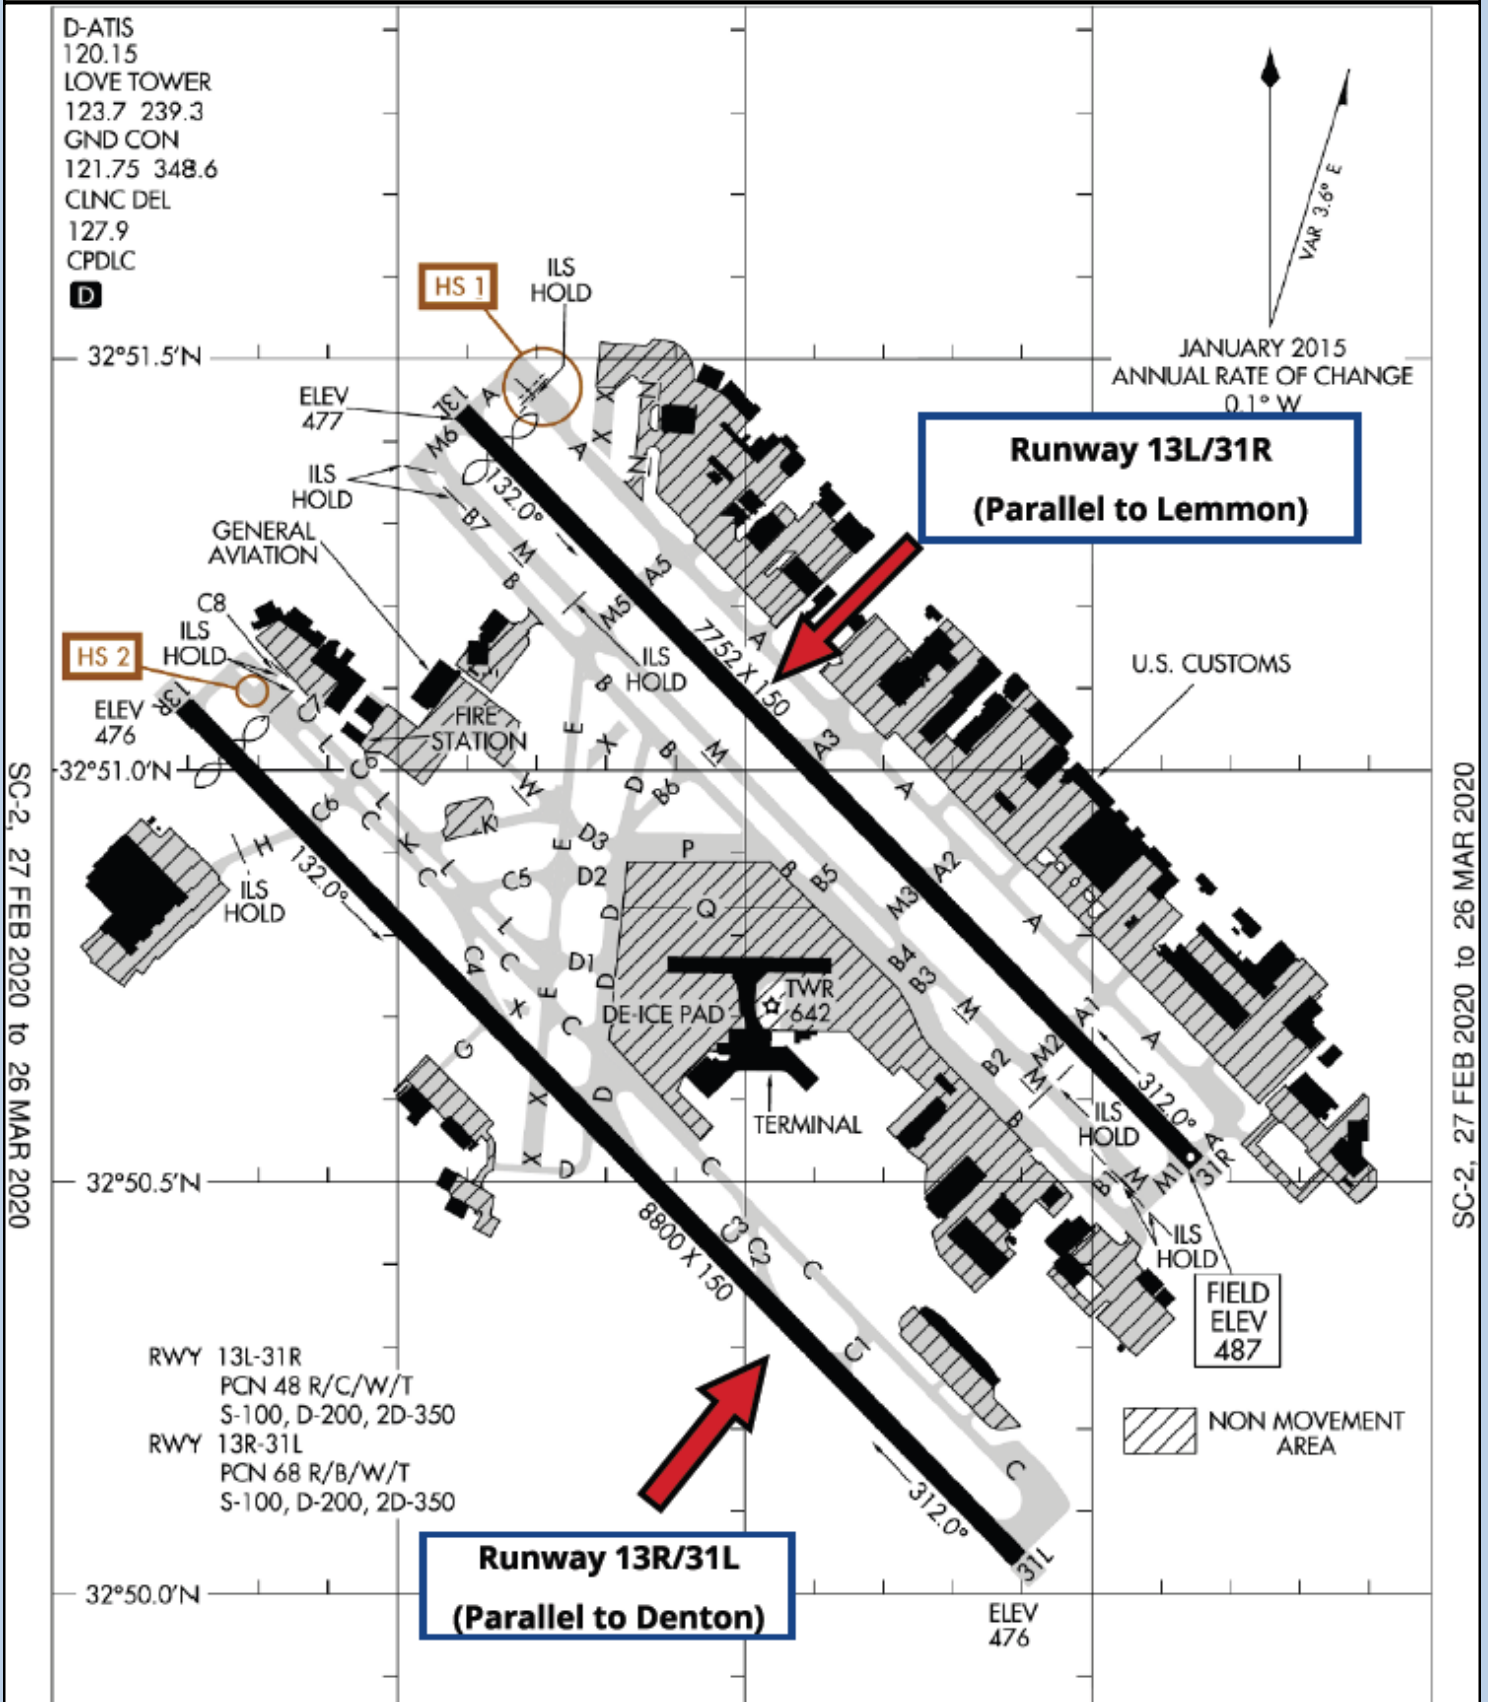 D-ATIS
120.15
LOVE TOWER
123.7 239.3
GND CON
121.75 348.6
CLNC DEL
127.9
CPDLC
D
VAR 3.6° E
JANUARY 2015
ANNUAL RATE OF CHANGE
0.1° W
HS 1
ILS
HOLD
32°51.5'N
ELEV
477
13L
A
X
N
X
N
A
M6
Runway 13L/31R
(Parallel to Lemmon)
ILS
HOLD
132.0°
B7
M
B
GENERAL
AVIATION
A5
M5
C8
ILS
HOLD
HS 2
7752 X 150
A
ILS
HOLD
U.S. CUSTOMS
13R
ELEV
476
C7
L
FIRE
STATION
B
E
X
B
M
A3
32°51.0'N
C6
C6
L
C
W
D
B6
A
K
K
H
132.0°
L
C
E
D3
P
C5
D2
B
B5
A2
M3
ILS
HOLD
D
Q
L
C
C4
D1
A
B4
B3
X
E
D
DE-ICE PAD
TWR
642
M
A1
A
C
G
B2
M2
M
312.0°
X
D
TERMINAL
B
ILS
HOLD
X
D
C
32°50.5'N
B1
M
M1
A
31R
8800 X 150
C3
C2
C
ILS
HOLD
FIELD
ELEV
487
C1
RWY 13L-31R
PCN 48 R/C/W/T
S-100, D-200, 2D-350
RWY 13R-31L
PCN 68 R/B/W/T
S-100, D-200, 2D-350
NON MOVEMENT
AREA
C
312.0°
31L
Runway 13R/31L
(Parallel to Denton)
32°50.0'N
ELEV
476
SC-2, 27 FEB 2020 to 26 MAR 2020
SC-2, 27 FEB 2020 to 26 MAR 2020